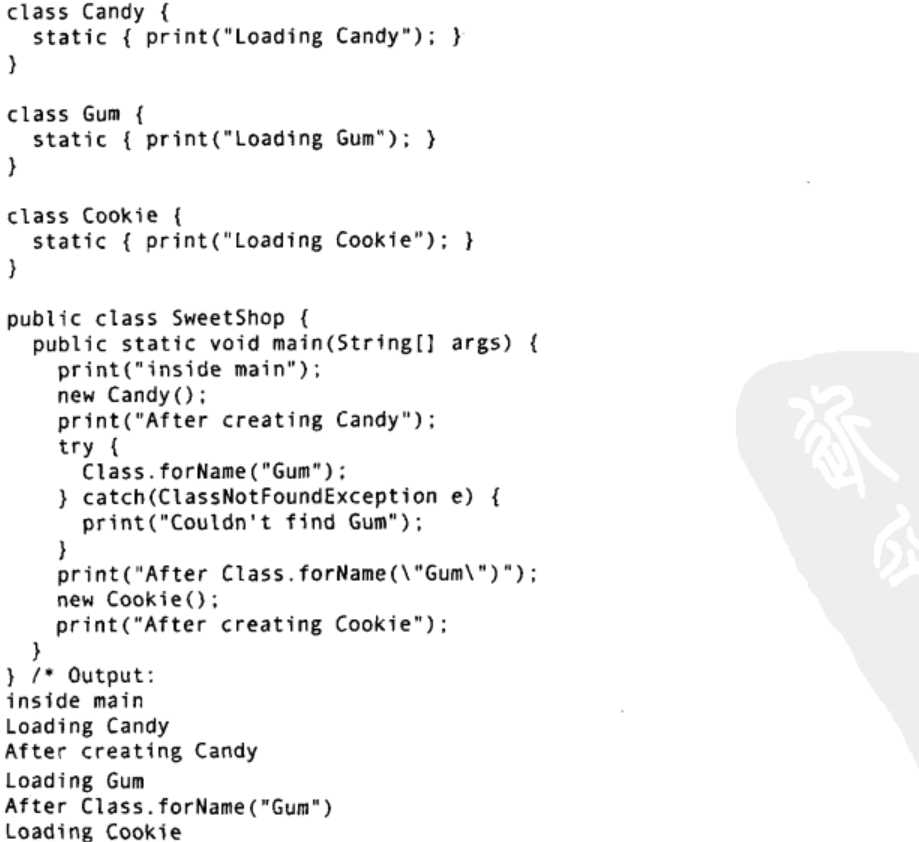 class Candy {
  static { print("Loading Candy"); }
}

class Gum {
  static { print("Loading Gum"); }
}

class Cookie {
  static { print("Loading Cookie"); }
}

public class SweetShop {
  public static void main(String[] args) {
    print("inside main");
    new Candy();
    print("After creating Candy");
    try {
      Class.forName("Gum");
    } catch(ClassNotFoundException e) {
      print("Couldn't find Gum");
    }
    print("After Class.forName(\"Gum\")");
    new Cookie();
    print("After creating Cookie");
  }
} /* Output:
inside main
Loading Candy
After creating Candy
Loading Gum
After Class.forName("Gum")
Loading Cookie